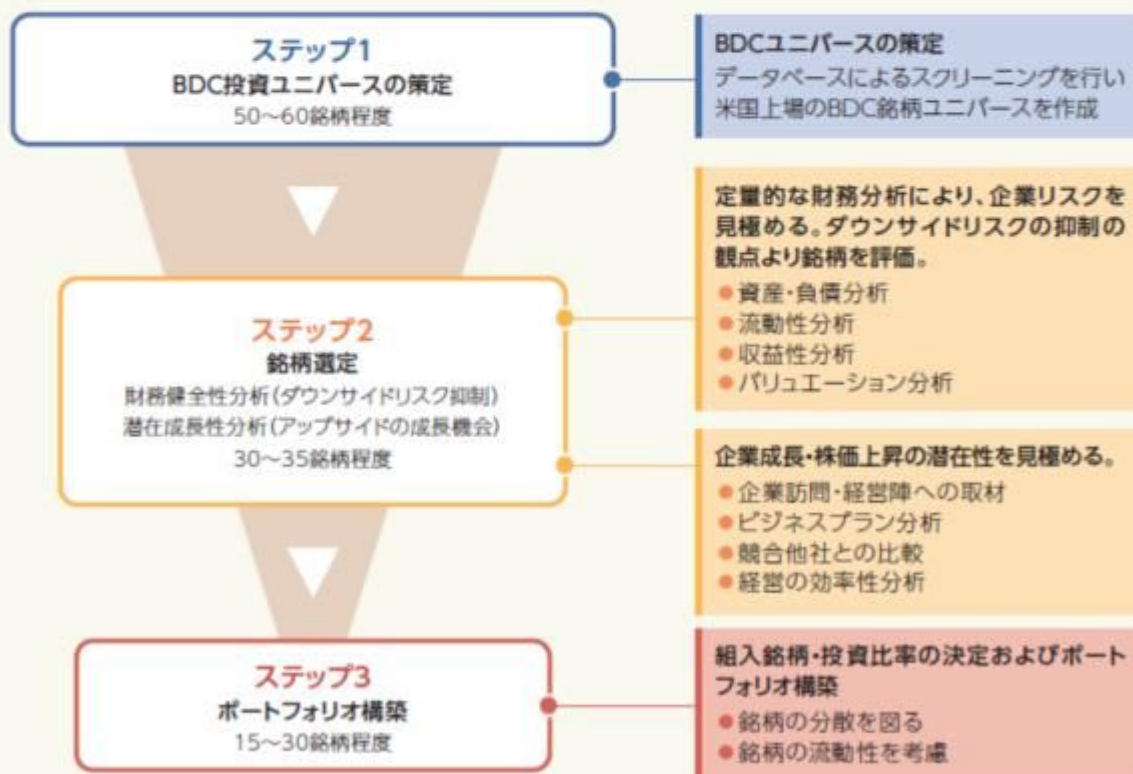 ステップ1
BDC投資ユニバースの策定
50〜60銘柄程度
BDCユニバースの策定
データベースによるスクリーニングを行い
米国上場のBDC銘柄ユニバースを作成
ステップ2
銘柄選定
財務健全性分析(ダウンサイドリスク抑制)
潜在成長性分析(アップサイドの成長機会)
30〜35銘柄程度
定量的な財務分析により、企業リスクを
見極める。ダウンサイドリスクの抑制の
観点より銘柄を評価。
●資産・負債分析
●流動性分析
●収益性分析
●バリュエーション分析
企業成長・株価上昇の潜在性を見極める。
●企業訪問・経営陣への取材
●ビジネスプラン分析
●競合他社との比較
●経営の効率性分析
ステップ3
ポートフォリオ構築
15〜30銘柄程度
組入銘柄・投資比率の決定およびポート
フォリオ構築
●銘柄の分散を図る
●銘柄の流動性を考慮